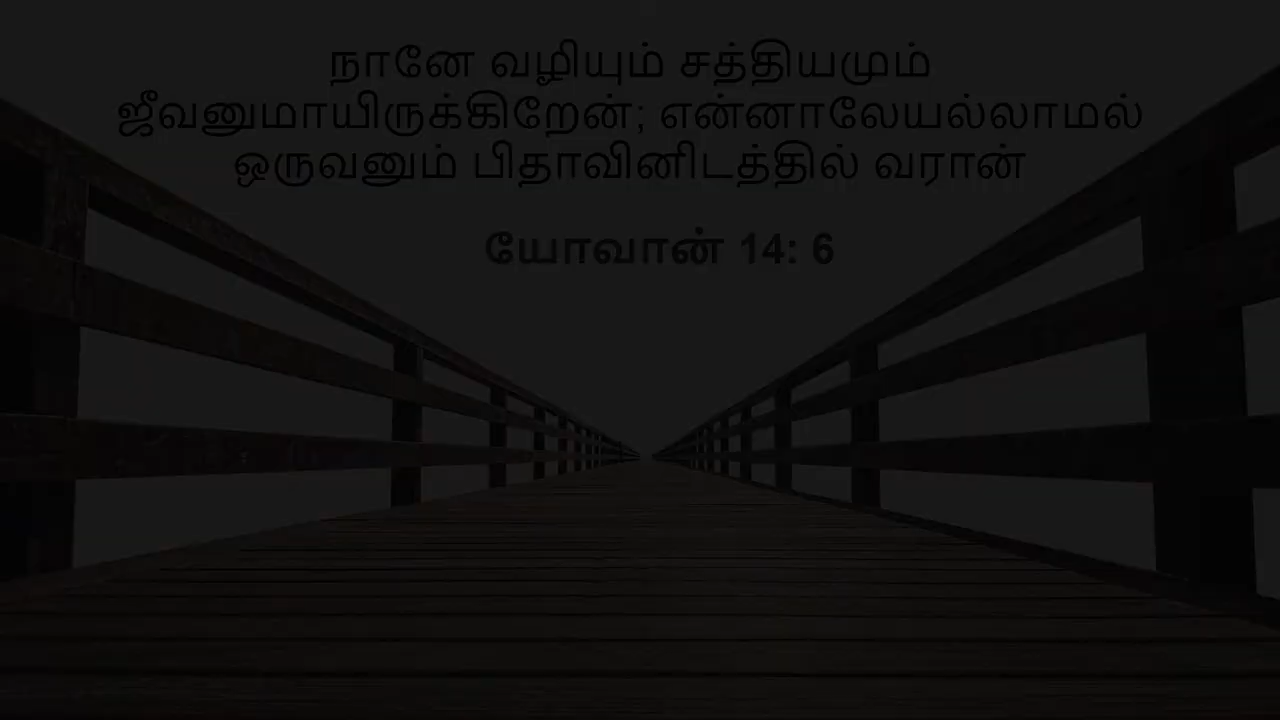 நானே வழியும் சத்தியமும்
ஜீவனுமாயிருக்கிறேன்; என்னாலேயல்லாமல்
ஒருவனும் பிதாவினிடத்தில் வரான்
யோவான் 14: 6